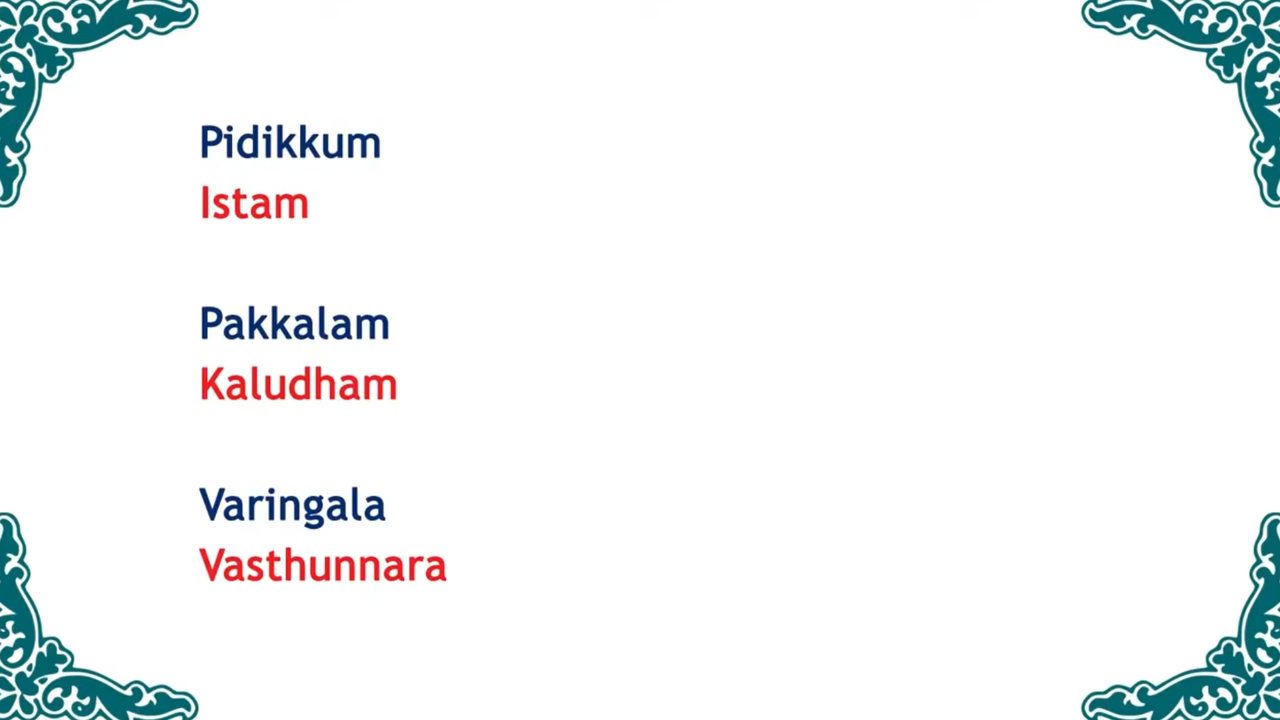 Pidikkum
Istam
Pakkalam
Kaludham
Varingala
Vasthunnara